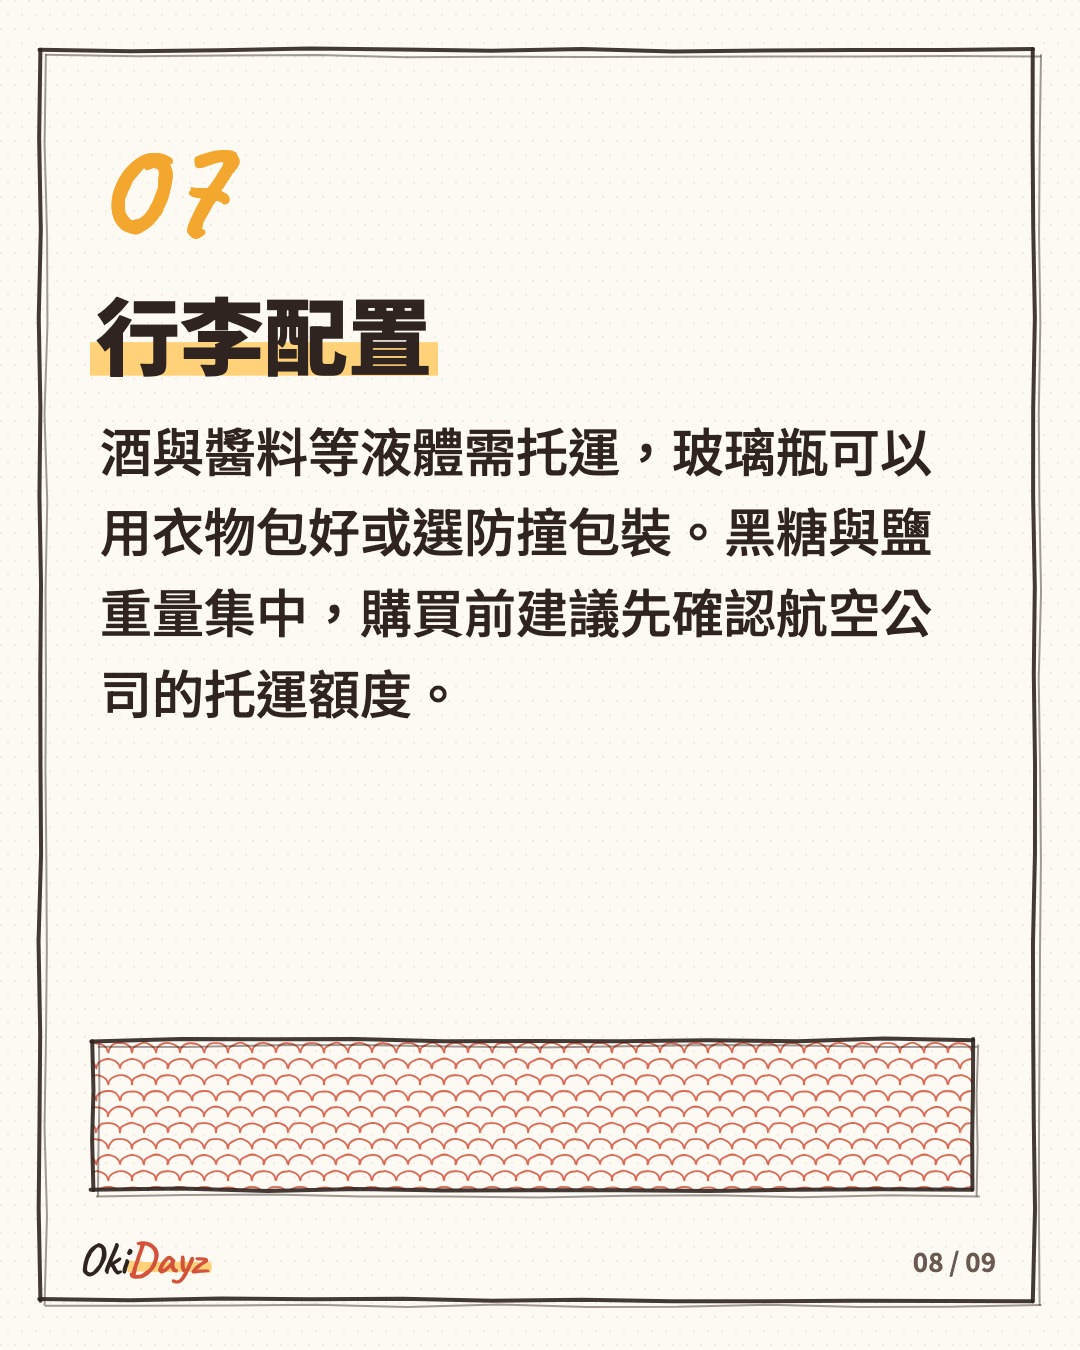 07
行李配置
酒與醬料等液體需托運，玻璃瓶可以
用衣物包好或選防撞包裝。黑糖與鹽
重量集中，購買前建議先確認航空公
司的托運額度。
OkiDayz
08 / 09